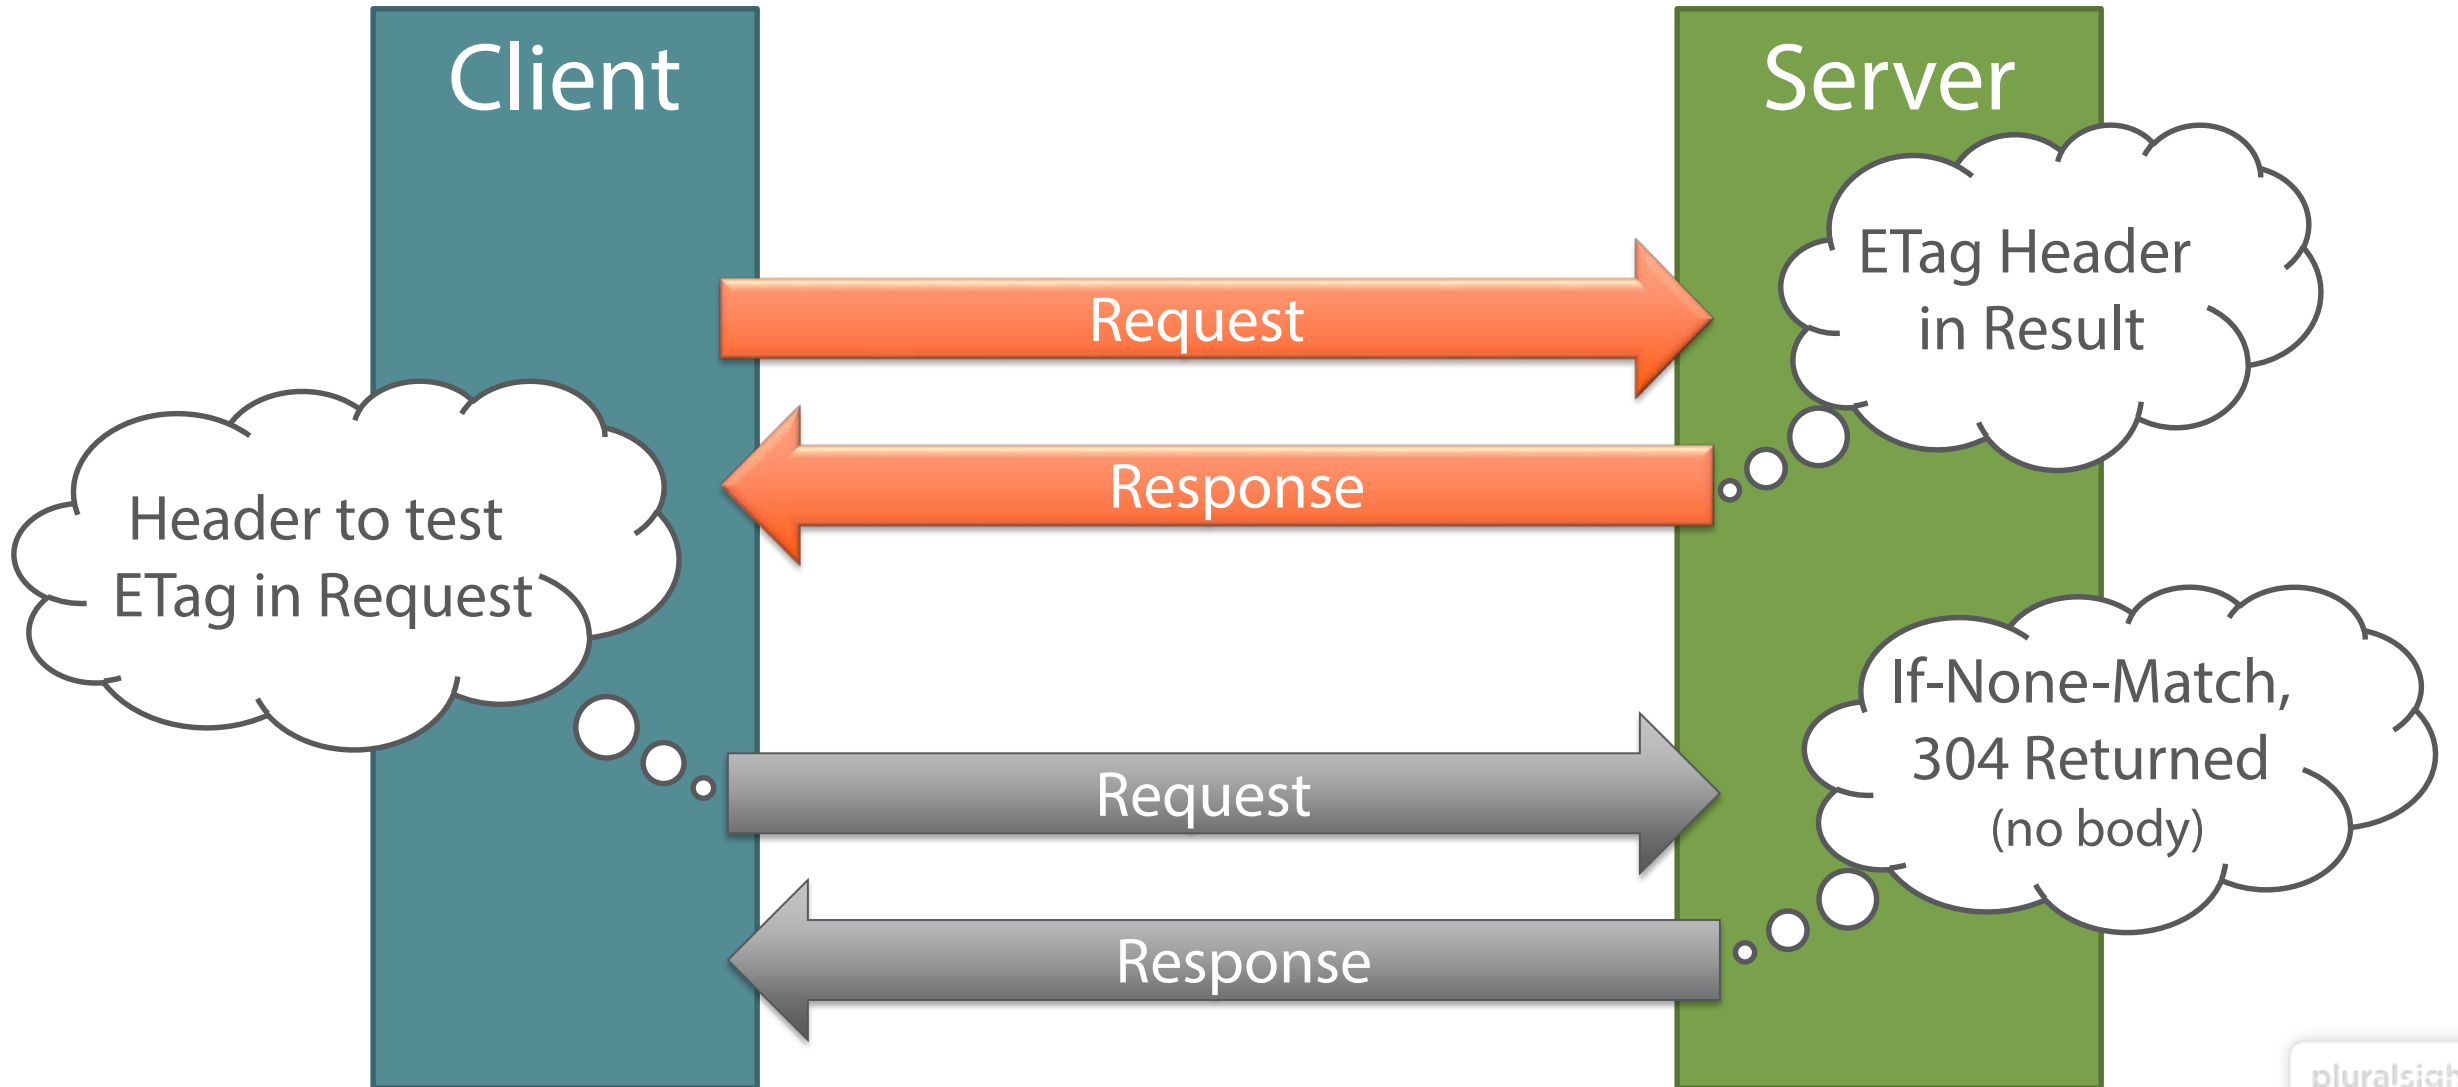 Client
Server
ETag Header
in Result
Request
Response
Header to test
ETag in Request
If-None-Match,
304 Returned
(no body)
Request
Response